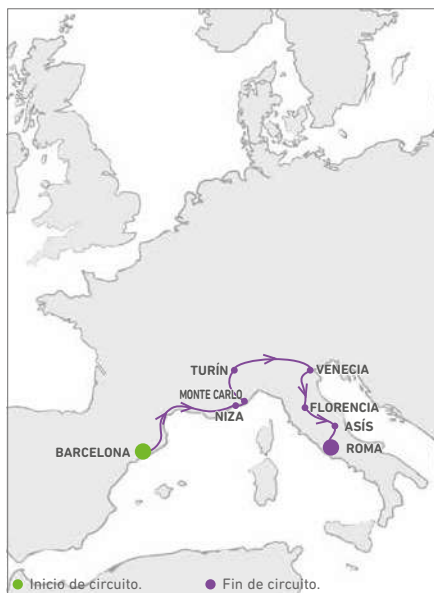 TURÍN
VENECIA
MONTE CARLO
NIZA
FLORENCIA
ASÍS
BARCELONA
ROMA
Inicio de circuito.
Fin de circuito.